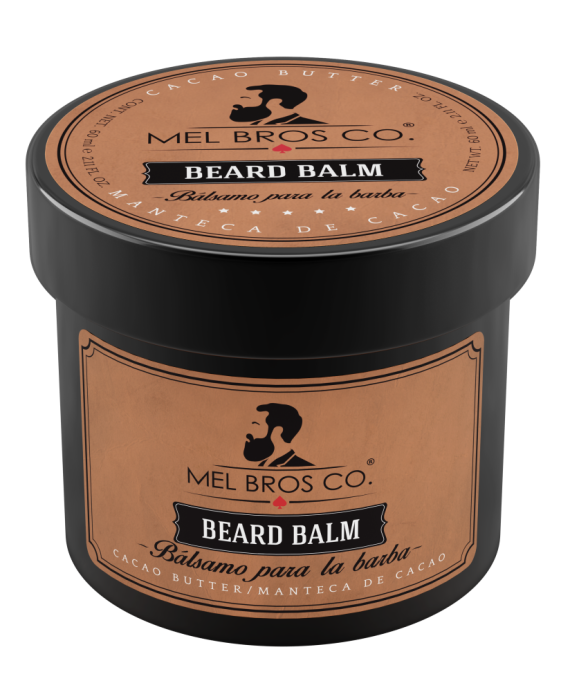 CACAO BUTTER
CONT. NET. 60 ml e 2.11 FL. OZ
NET WT. 60 ml e 2.11 FL. OZ
MEL BROS CO.®
BEARD BALM
-Bálsamo para la barba-
MANTECA DE CACAO
MEL BROS CO.®
BEARD BALM
-Bálsamo para la barba-
CACAO BUTTER/MANTECA DE CACAO